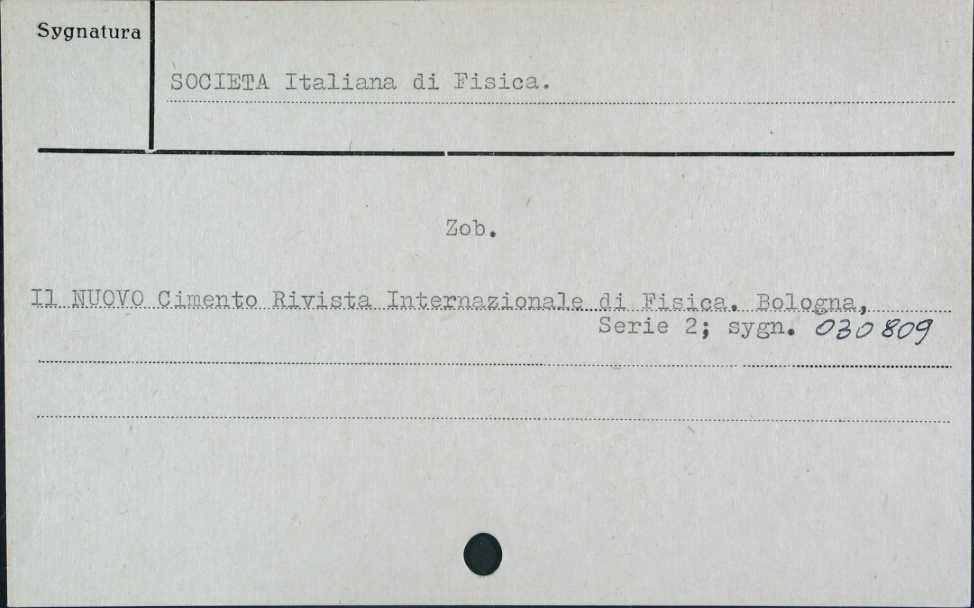 Sygnatura
SOCIETA Italiana di Fisica.
Zob.
Il NUOVO Cimento Rivista Internazionale di Fisica. Bologna,
Serie 2; sygn. 030809